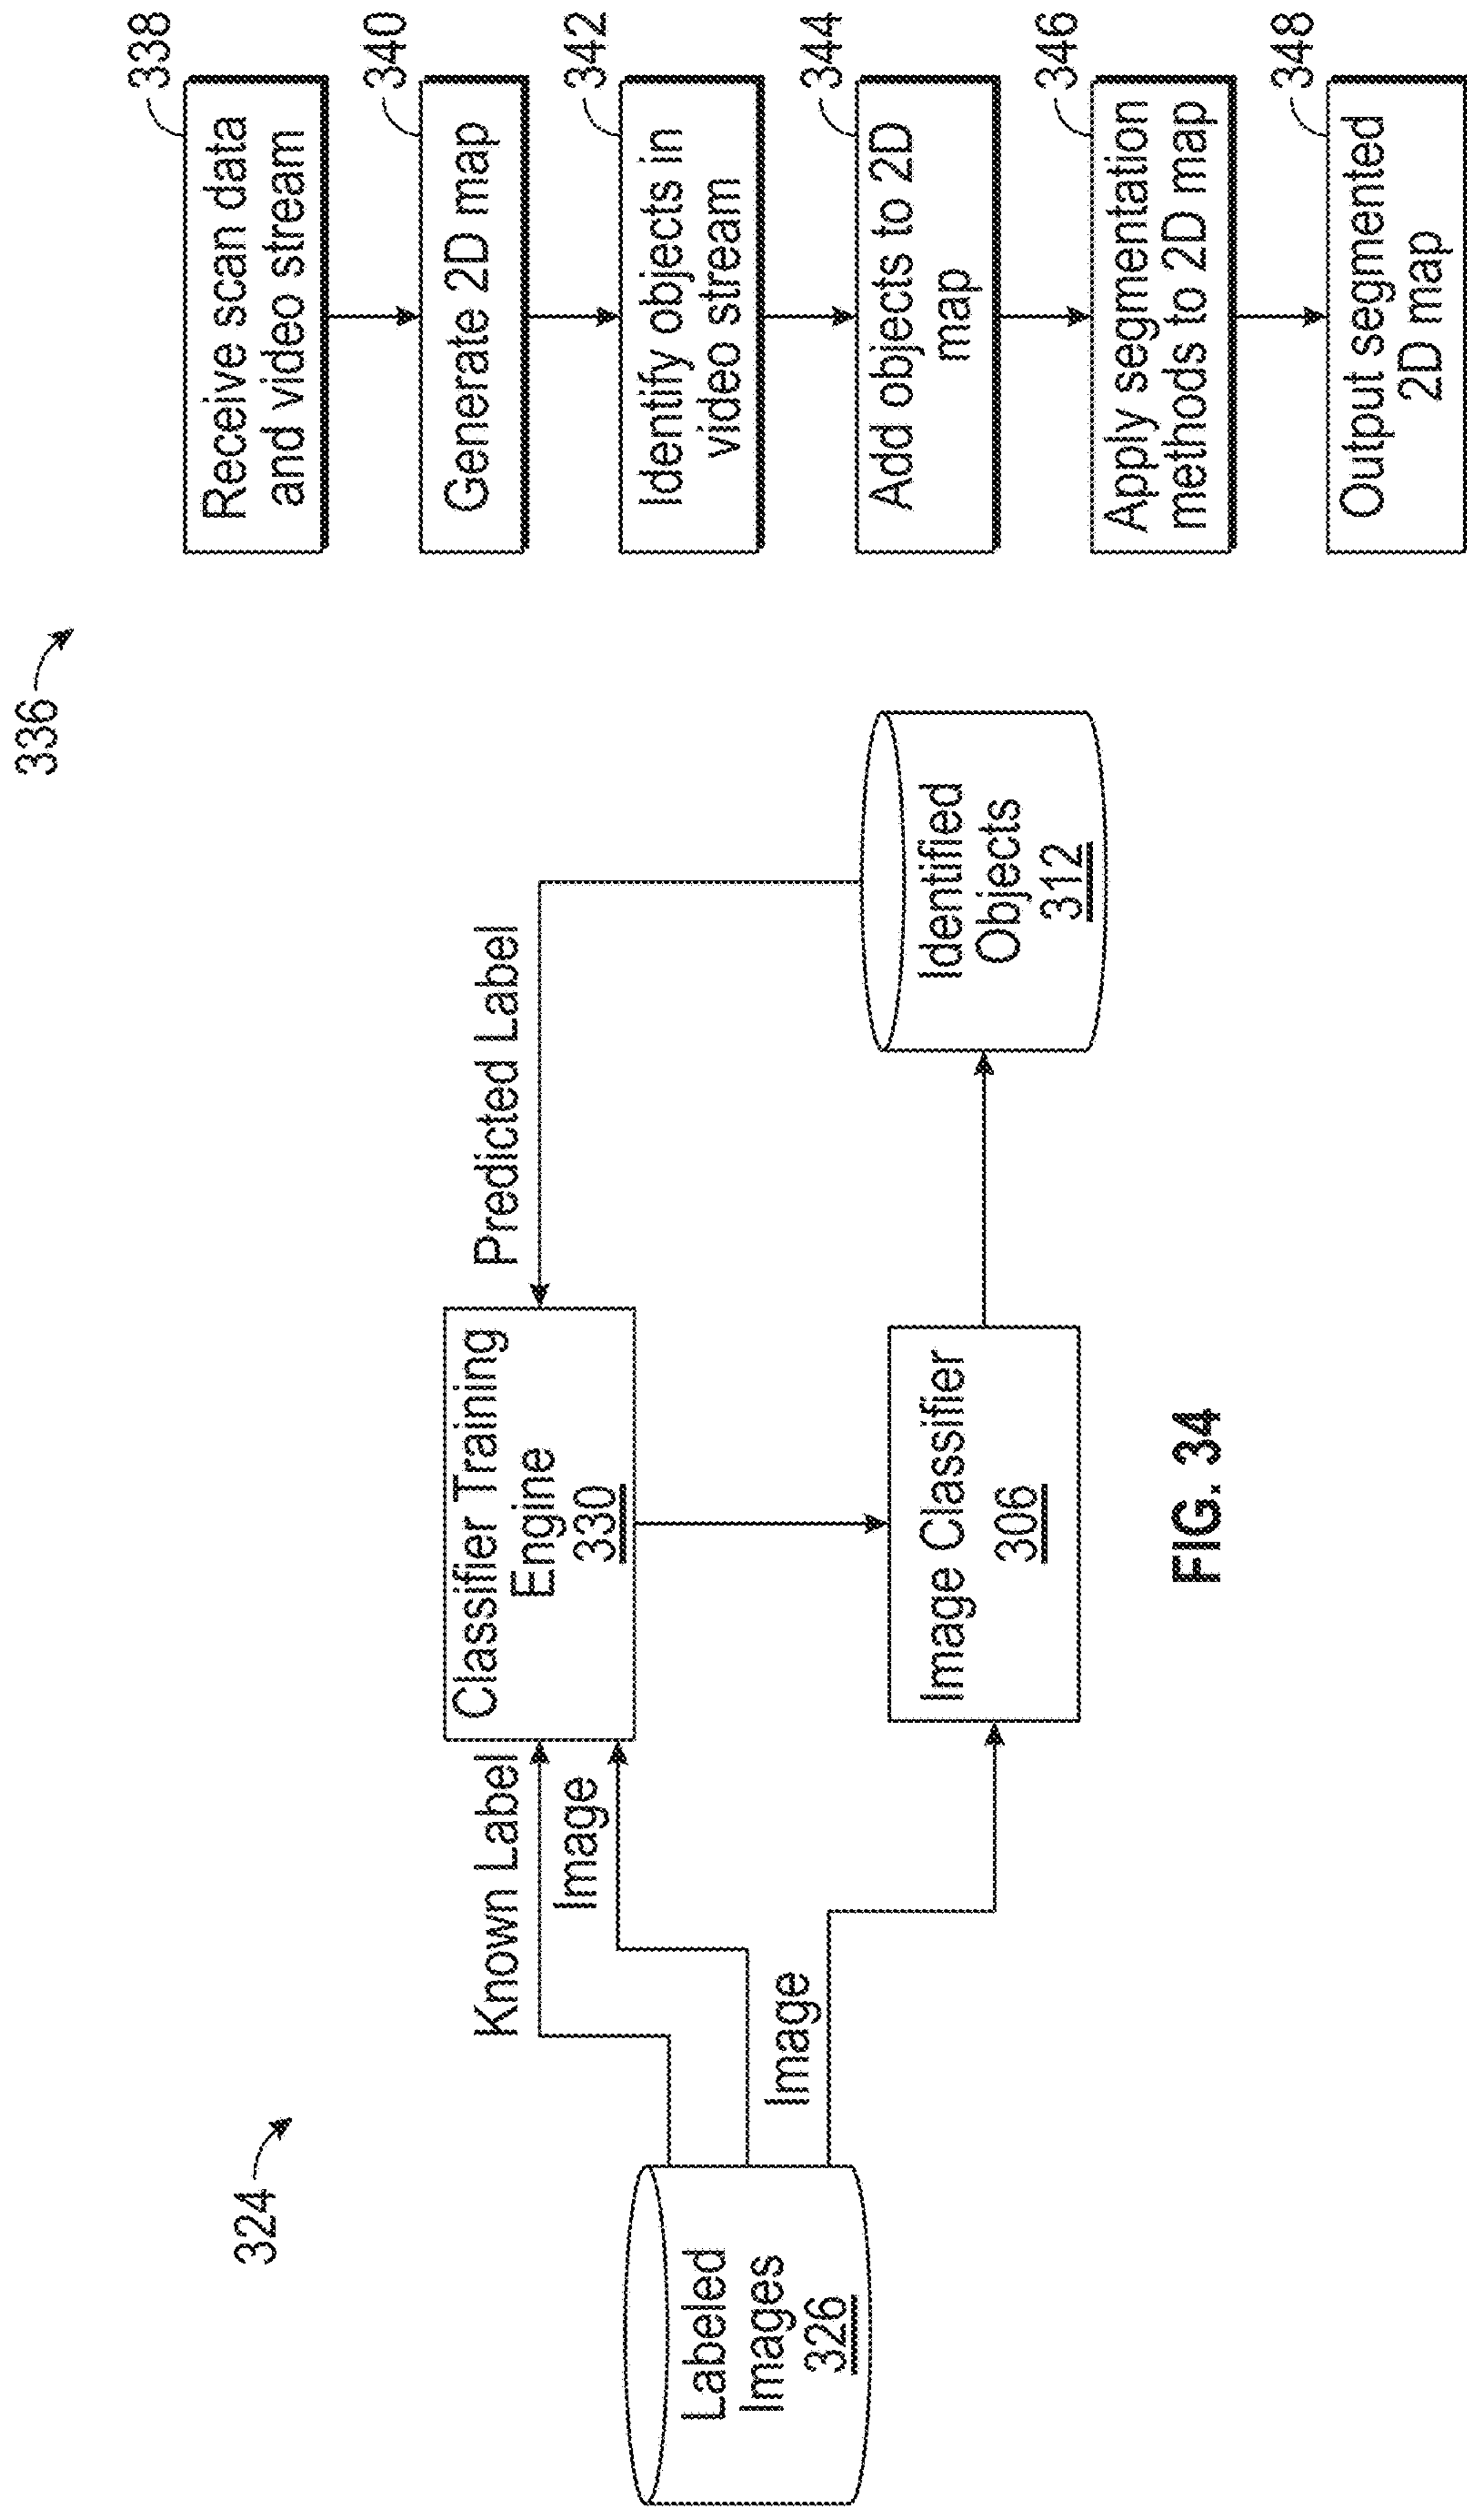 324
Labeled
Images
326
Known Label
Image
Image
Classifier Training
Engine
330
Image Classifier
306
Predicted Label
Identified
Objects
312
FIG. 34
336
Receive scan data
and video stream
338
Generate 2D map
340
Identify objects in
video stream
342
Add objects to 2D
map
344
Apply segmentation
methods to 2D map
346
Output segmented
2D map
348